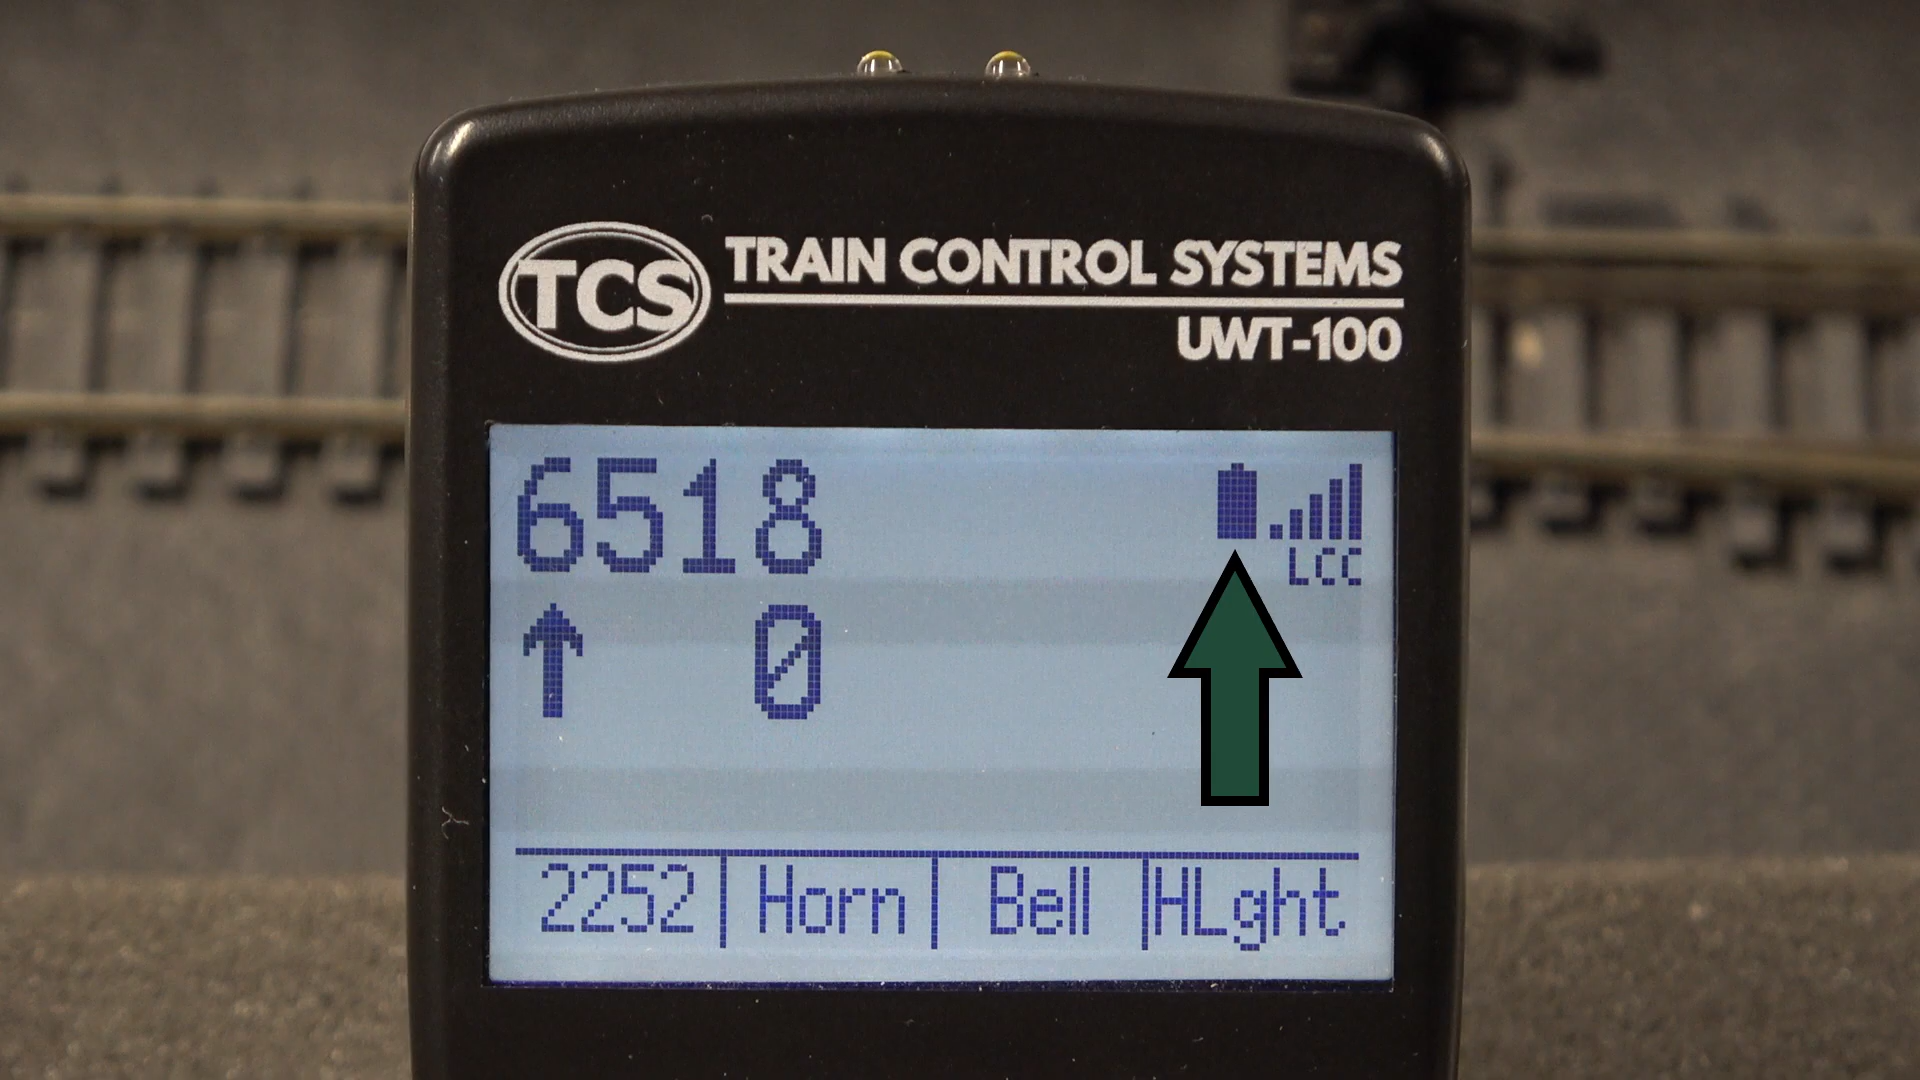 TCS TRAIN CONTROL SYSTEMS
UWT-100
6518
LCC
↑ 0
2252 Horn Bell HLght